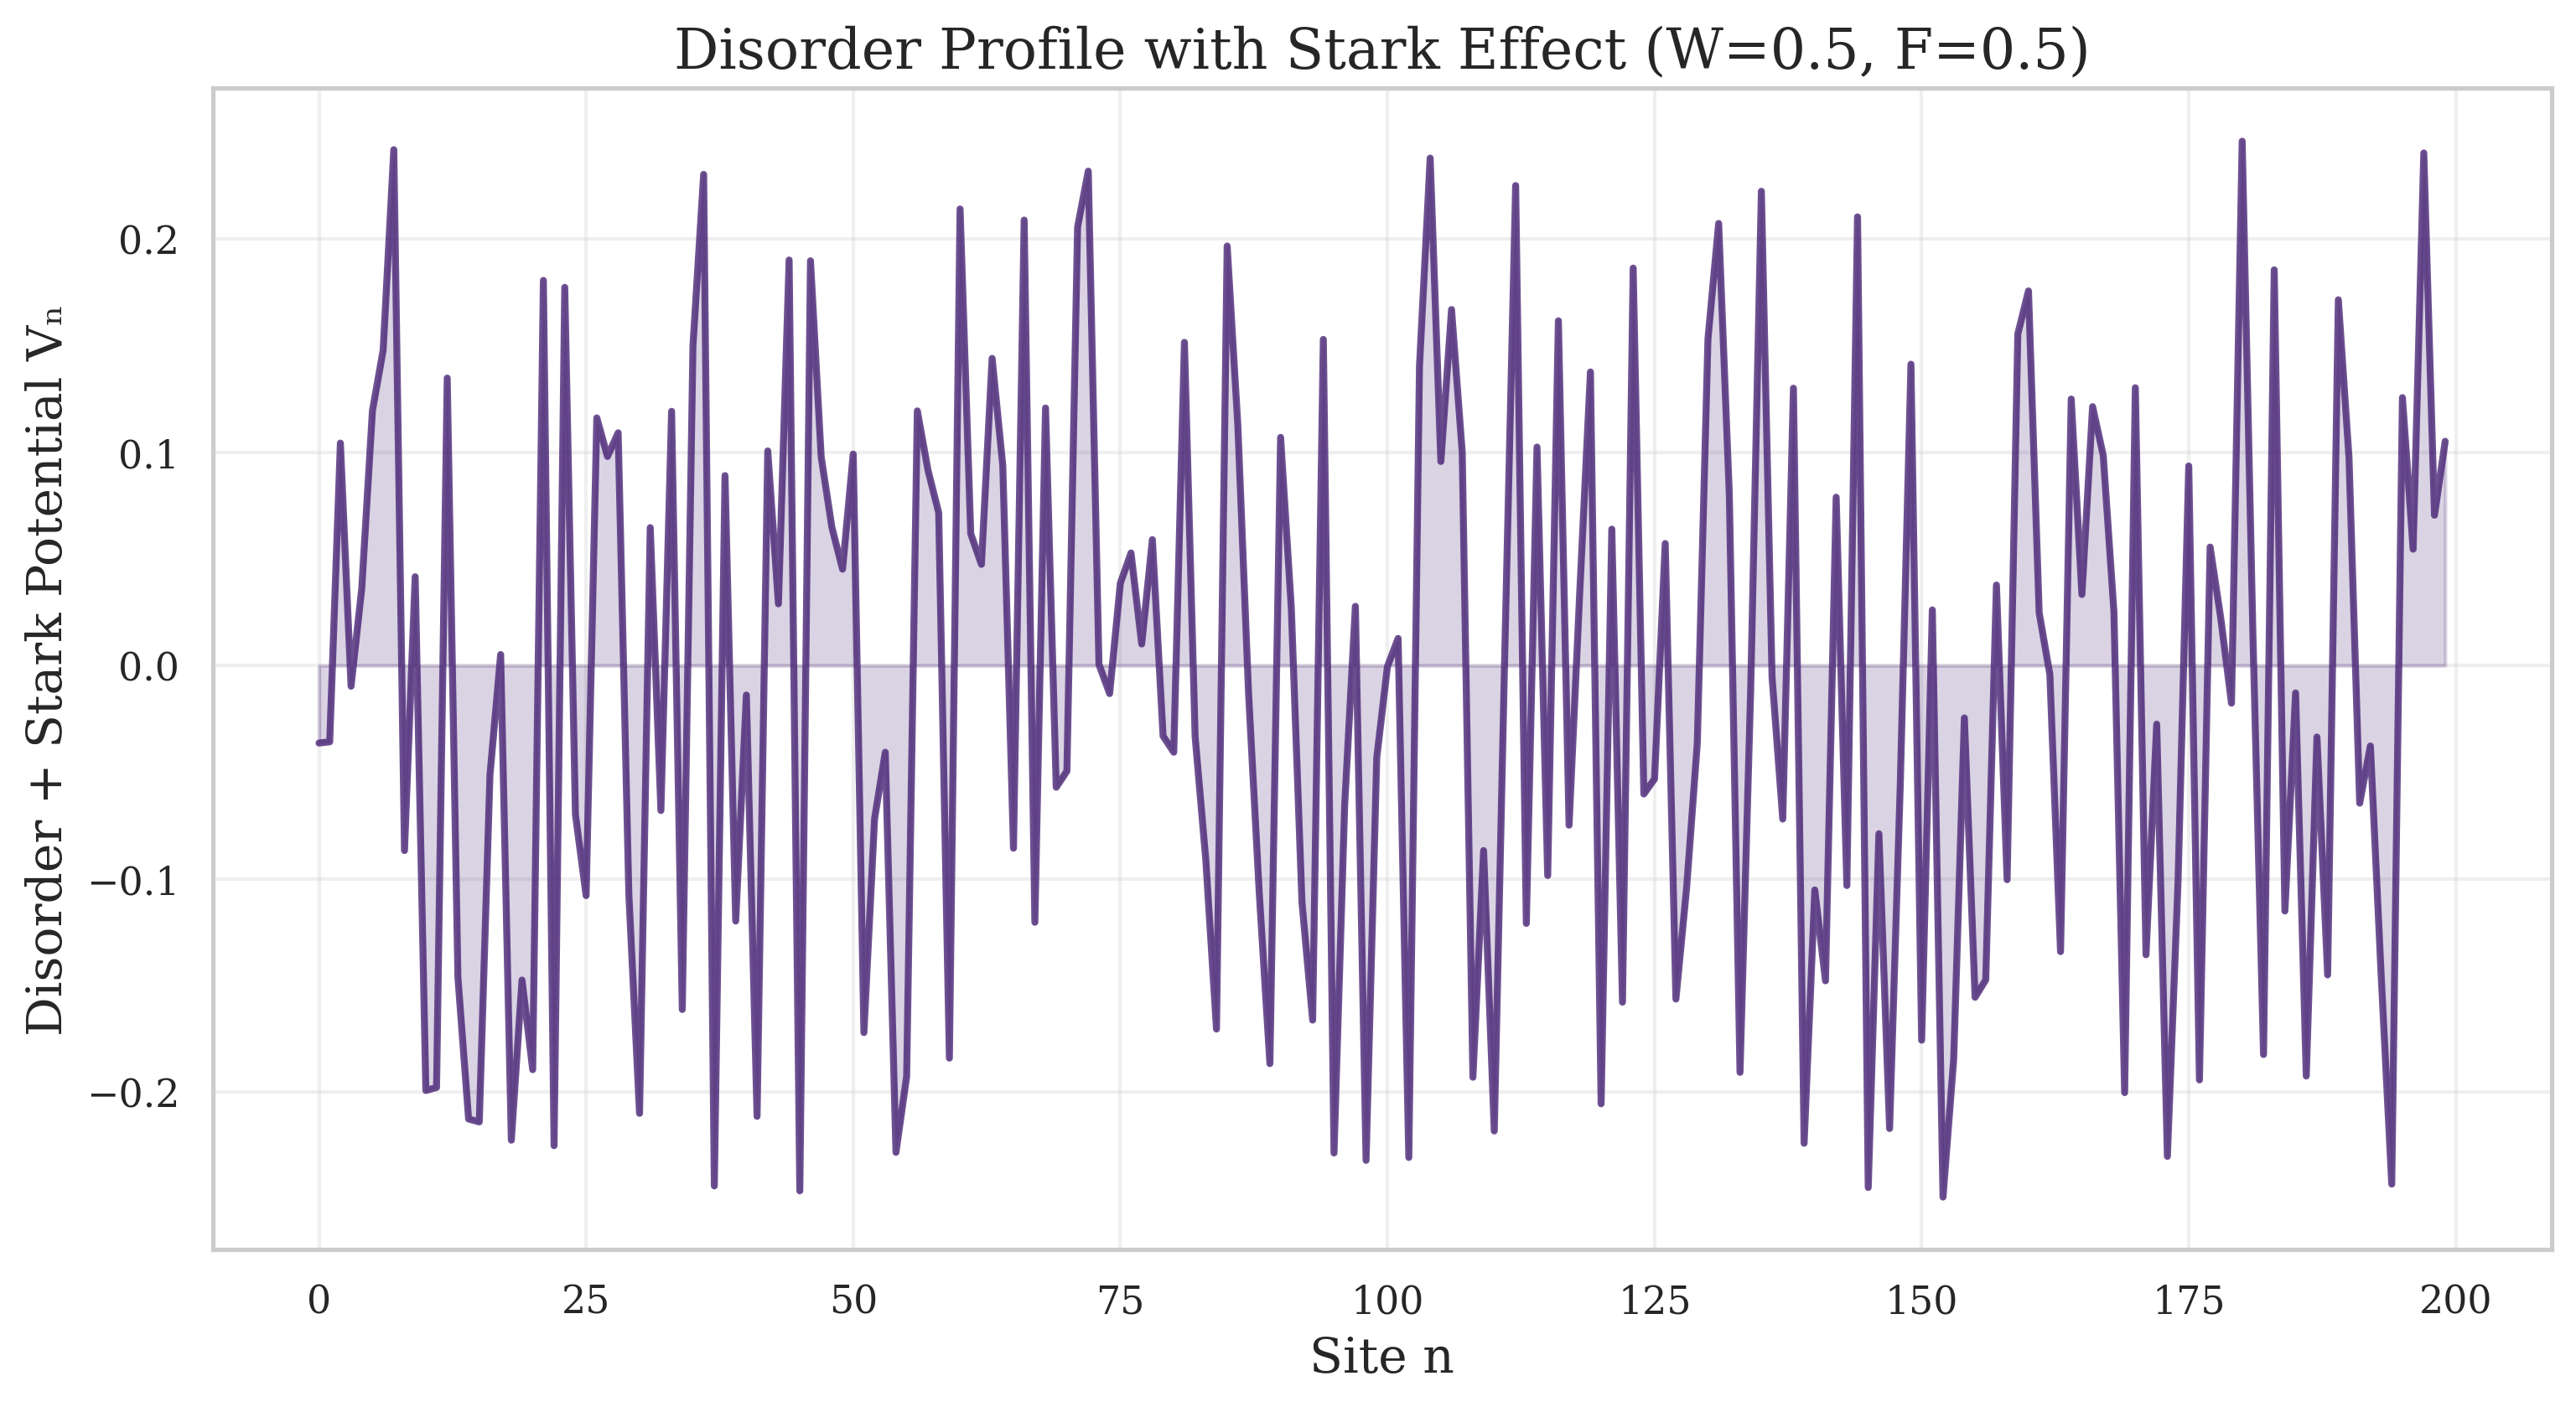 Disorder Profile with Stark Effect (W=0.5, F=0.5)
Disorder + Stark Potential Vₙ
0.2
0.1
0.0
−0.1
−0.2
0 25 50 75 100 125 150 175 200
Site n